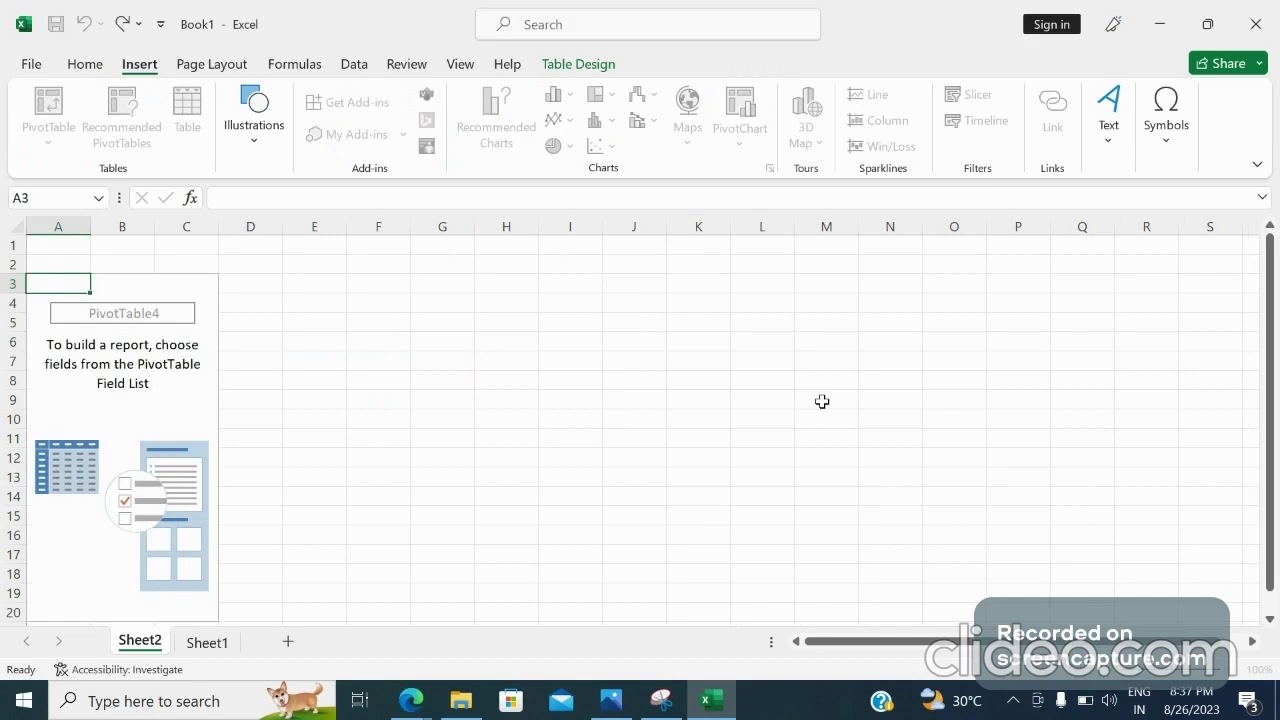 Book1 - Excel
Search
Sign in
File Home Insert Page Layout Formulas Data Review View Help Table Design
Share
PivotTable
Recommended PivotTables
Table
Illustrations
Get Add-ins
My Add-ins
Recommended Charts
Maps
PivotChart
3D Map
Line
Column
Win/Loss
Slicer
Timeline
Link
Text
Symbols
Tables
Add-ins
Charts
Tours
Sparklines
Filters
Links
A3
fx
A B C D E F G H I J K L M N O P Q R S
1
2
3
4
5
6
7
8
9
10
11
12
13
14
15
16
17
18
19
20
PivotTable4
To build a report, choose
fields from the PivotTable
Field List
Sheet2 Sheet1
Recorded on
screencapture.com
clideo.com
Ready
Accessibility: Investigate
100%
Type here to search
30°C
ENG
IN
8:37 PM
8/26/2023
3